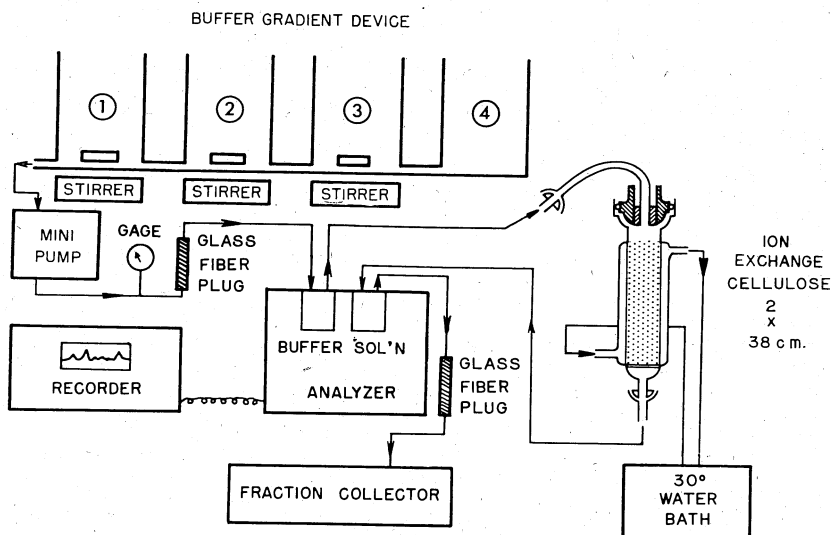 BUFFER GRADIENT DEVICE
1
2
3
4
STIRRER
STIRRER
STIRRER
MINI
PUMP
GAGE
GLASS
FIBER
PLUG
ION
EXCHANGE
CELLULOSE
2
x
38 cm.
BUFFER SOL'N
ANALYZER
RECORDER
GLASS
FIBER
PLUG
FRACTION COLLECTOR
30°
WATER
BATH